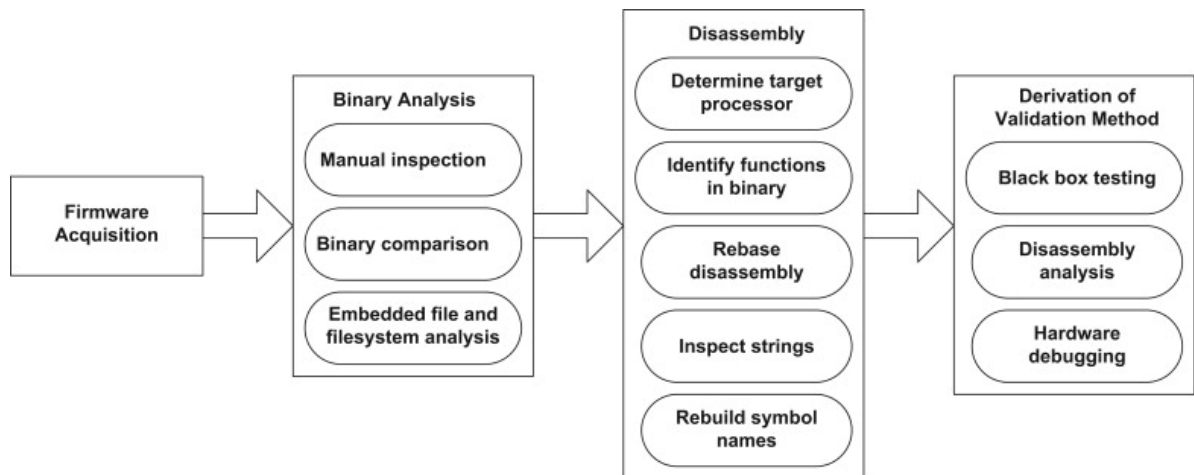 Firmware
Acquisition
Binary Analysis
Manual inspection
Binary comparison
Embedded file and
filesystem analysis
Disassembly
Determine target
processor
Identify functions
in binary
Rebase
disassembly
Inspect strings
Rebuild symbol
names
Derivation of
Validation Method
Black box testing
Disassembly
analysis
Hardware
debugging